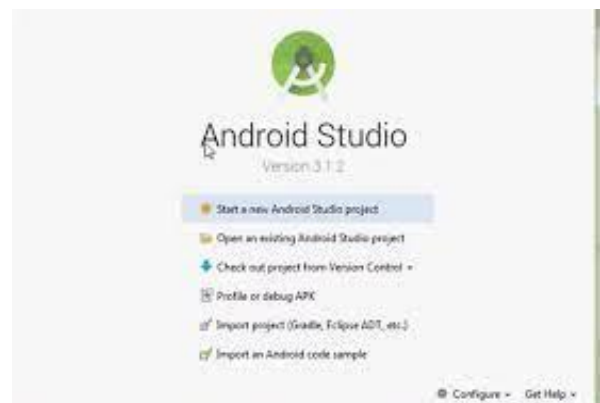 Android Studio
Version 3.1.2
Start a new Android Studio project
Open an existing Android Studio project
Check out project from Version Control
Profile or debug APK
Import project (Gradle, Eclipse ADT, etc.)
Import an Android code sample
Configure Get Help